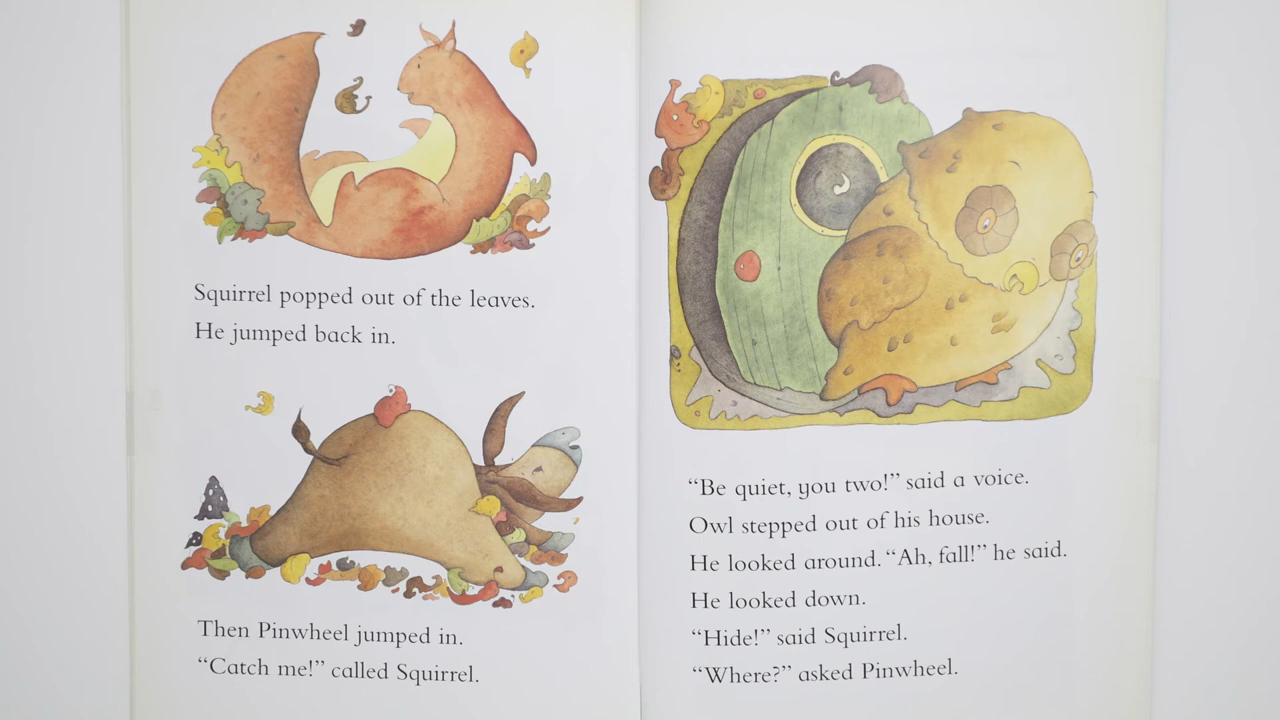 Squirrel popped out of the leaves.
He jumped back in.
Then Pinwheel jumped in.
“Catch me!” called Squirrel.
“Be quiet, you two!” said a voice.
Owl stepped out of his house.
He looked around. “Ah, fall!” he said.
He looked down.
“Hide!” said Squirrel.
“Where?” asked Pinwheel.